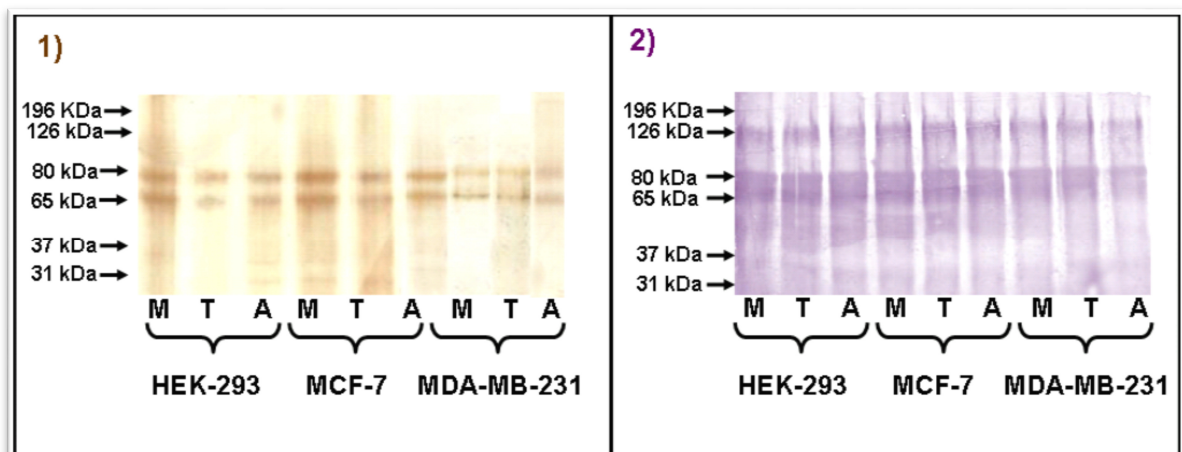 1)
196 KDa
126 kDa
80 kDa
65 kDa
37 kDa
31 kDa
M T A M T A M T A
HEK-293 MCF-7 MDA-MB-231
2)
196 KDa
126 kDa
80 kDa
65 kDa
37 kDa
31 kDa
M T A M T A M T A
HEK-293 MCF-7 MDA-MB-231